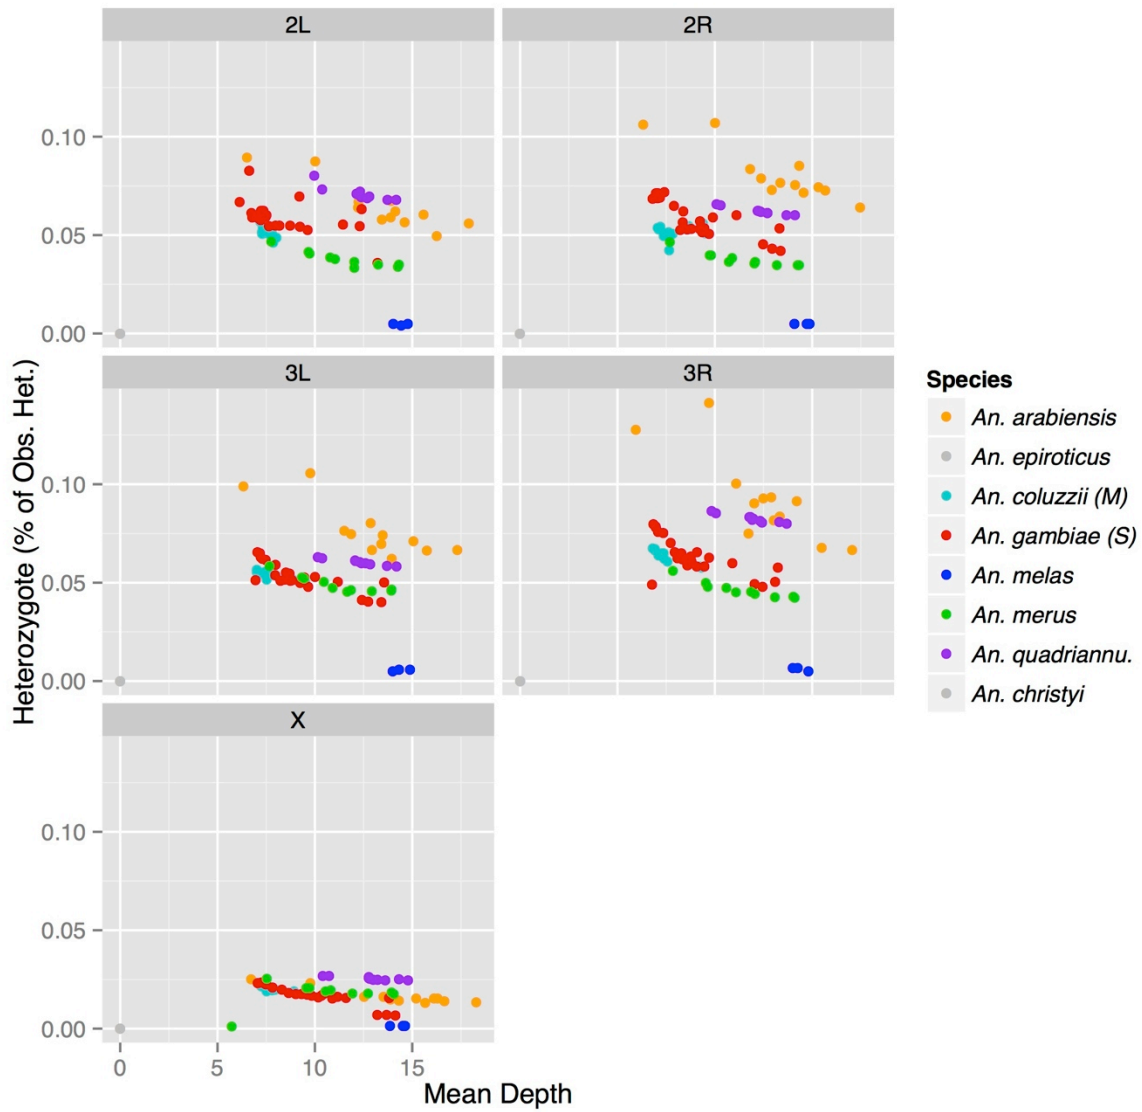 2L
2R
0.10
0.05
0.00
3L
3R
0.10
0.05
0.00
X
0.10
0.05
0.00
0
5
10
15
Mean Depth
Heterozygote (% of Obs. Het.)
Species
An. arabiensis
An. epiroticus
An. coluzzii (M)
An. gambiae (S)
An. melas
An. merus
An. quadriannu.
An. christyi